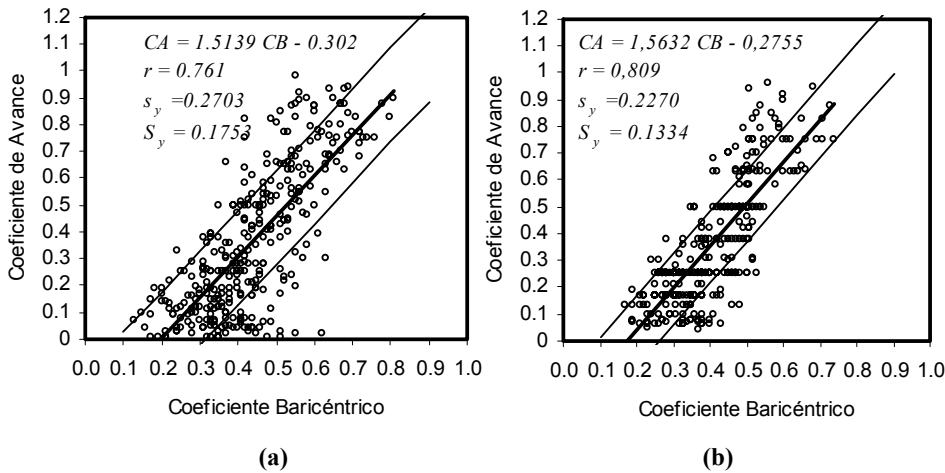 CA = 1.5139 CB - 0.302
r = 0.761
s y =0.2703
S y = 0.1753
Coeficiente de Avance
1.2
1.1
1
0.9
0.8
0.7
0.6
0.5
0.4
0.3
0.2
0.1
0
0.0 0.1 0.2 0.3 0.4 0.5 0.6 0.7 0.8 0.9 1.0
Coeficiente Baricéntrico
(a)
CA = 1,5632 CB - 0,2755
r = 0,809
s y =0.2270
S y = 0.1334
Coeficiente de Avance
1.2
1.1
1
0.9
0.8
0.7
0.6
0.5
0.4
0.3
0.2
0.1
0
0.0 0.1 0.2 0.3 0.4 0.5 0.6 0.7 0.8 0.9 1.0
Coeficiente Baricéntrico
(b)